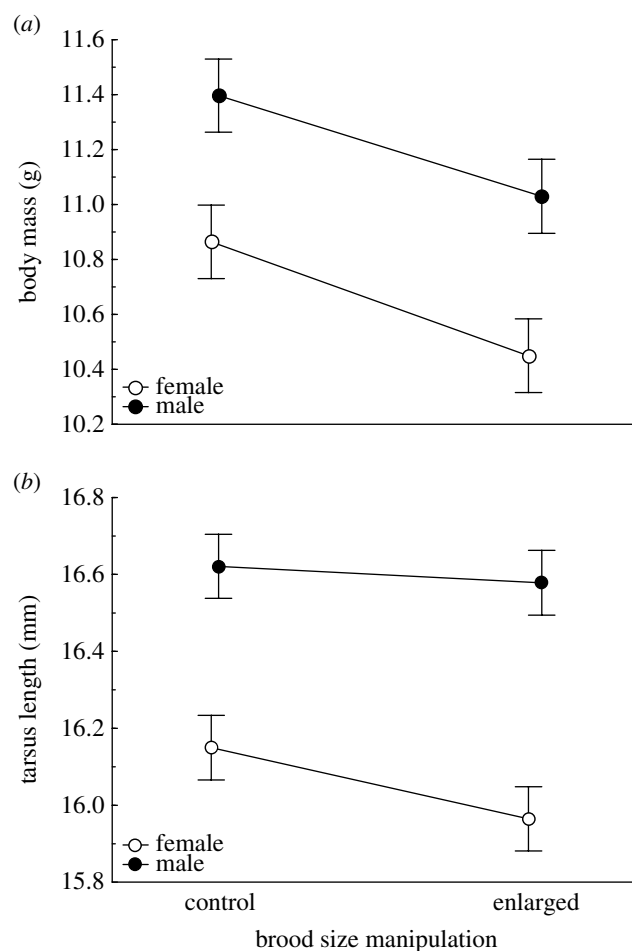 (a)
11.6
11.4
11.2
11.0
10.8
10.6
10.4
10.2
body mass (g)
female
male
(b)
16.8
16.6
16.4
16.2
16.0
15.8
tarsus length (mm)
female
male
control enlarged
brood size manipulation